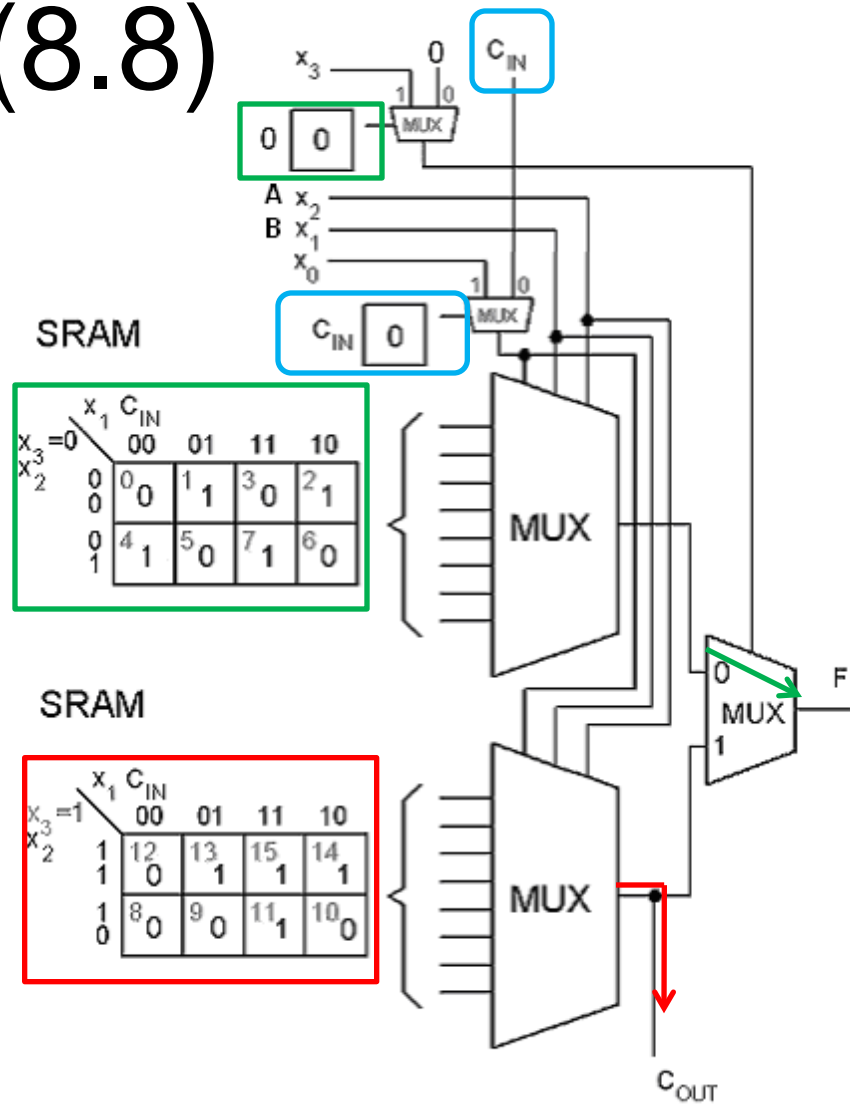 (8.8)
x3 0 CIN
1 0
MUX
0 0
A x2
B x1
x0
1 0
MUX
CIN 0
SRAM
x1 CIN
x3=0 00 01 11 10
x2
0 0 0 0 1 1 3 0 2 1
0 1 4 1 5 0 7 1 6 0
MUX
0
MUX F
1
SRAM
x1 CIN
x3=1 00 01 11 10
x2
1 1 12 0 13 1 15 1 14 1
1 0 8 0 9 0 11 1 10 0
MUX
COUT